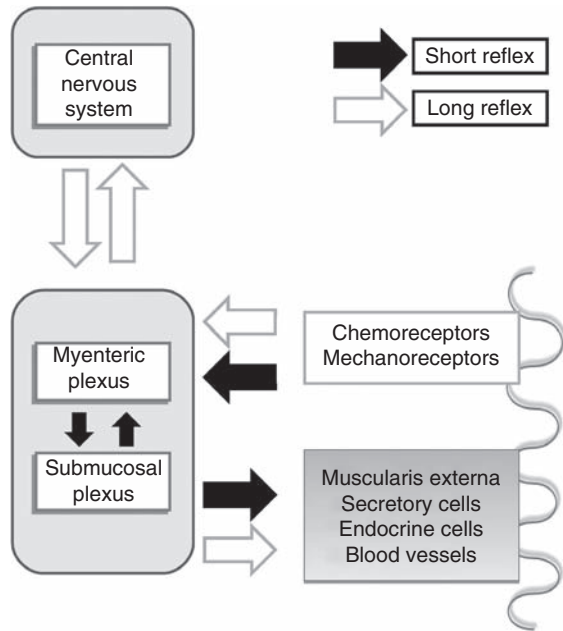 Central
nervous
system
Short reflex
Long reflex
Chemoreceptors
Mechanoreceptors
Myenteric
plexus
Submucosal
plexus
Muscularis externa
Secretory cells
Endocrine cells
Blood vessels